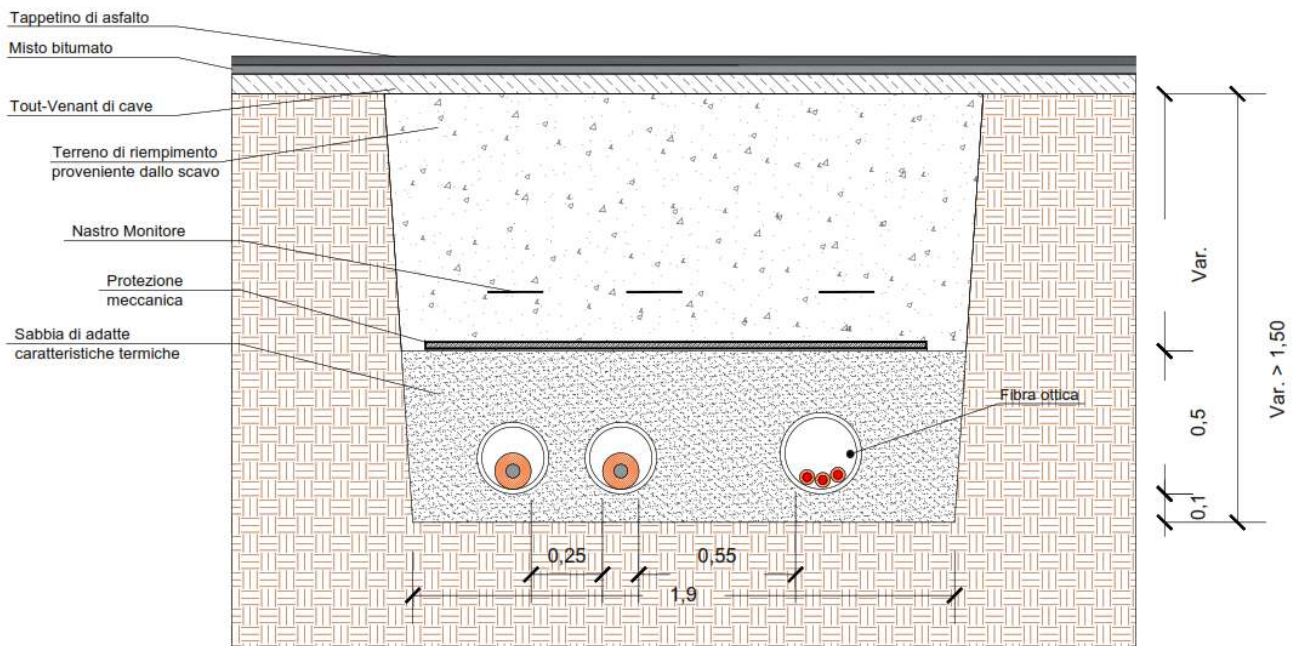 Tappetino di asfalto
Misto bitumato
Tout-Venant di cave
Terreno di riempimento
proveniente dallo scavo
Nastro Monitore
Protezione
meccanica
Sabbia di adatte
caratteristiche termiche
Fibra ottica
Var.
0,5
0,1
Var. > 1,50
0,25
0,55
1,9